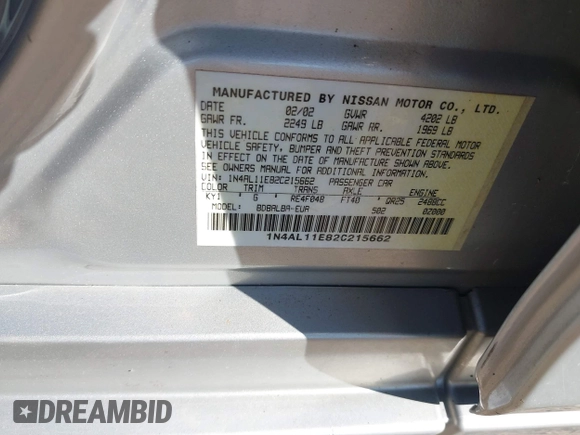 MANUFACTURED BY NISSAN MOTOR CO., LTD.
DATE 02/02 GVWR 4202 LB
GAWR FR. 2249 LB GAWR RR. 1969 LB
THIS VEHICLE CONFORMS TO ALL APPLICABLE FEDERAL MOTOR
VEHICLE SAFETY, BUMPER AND THEFT PREVENTION STANDARDS
IN EFFECT ON THE DATE OF MANUFACTURE SHOWN ABOVE.
SEE OWNERS MANUAL FOR ADDITIONAL INFORMATION
VIN: 1N4AL11E82C215662 PASSENGER CAR
COLOR TRIM TRANS AXLE ENGINE
KY1 G RE4F04B FT40 QR25 2488CC
MODEL: BDBALBA-EUA 502 02000
1N4AL11E82C215662
DREAMBID